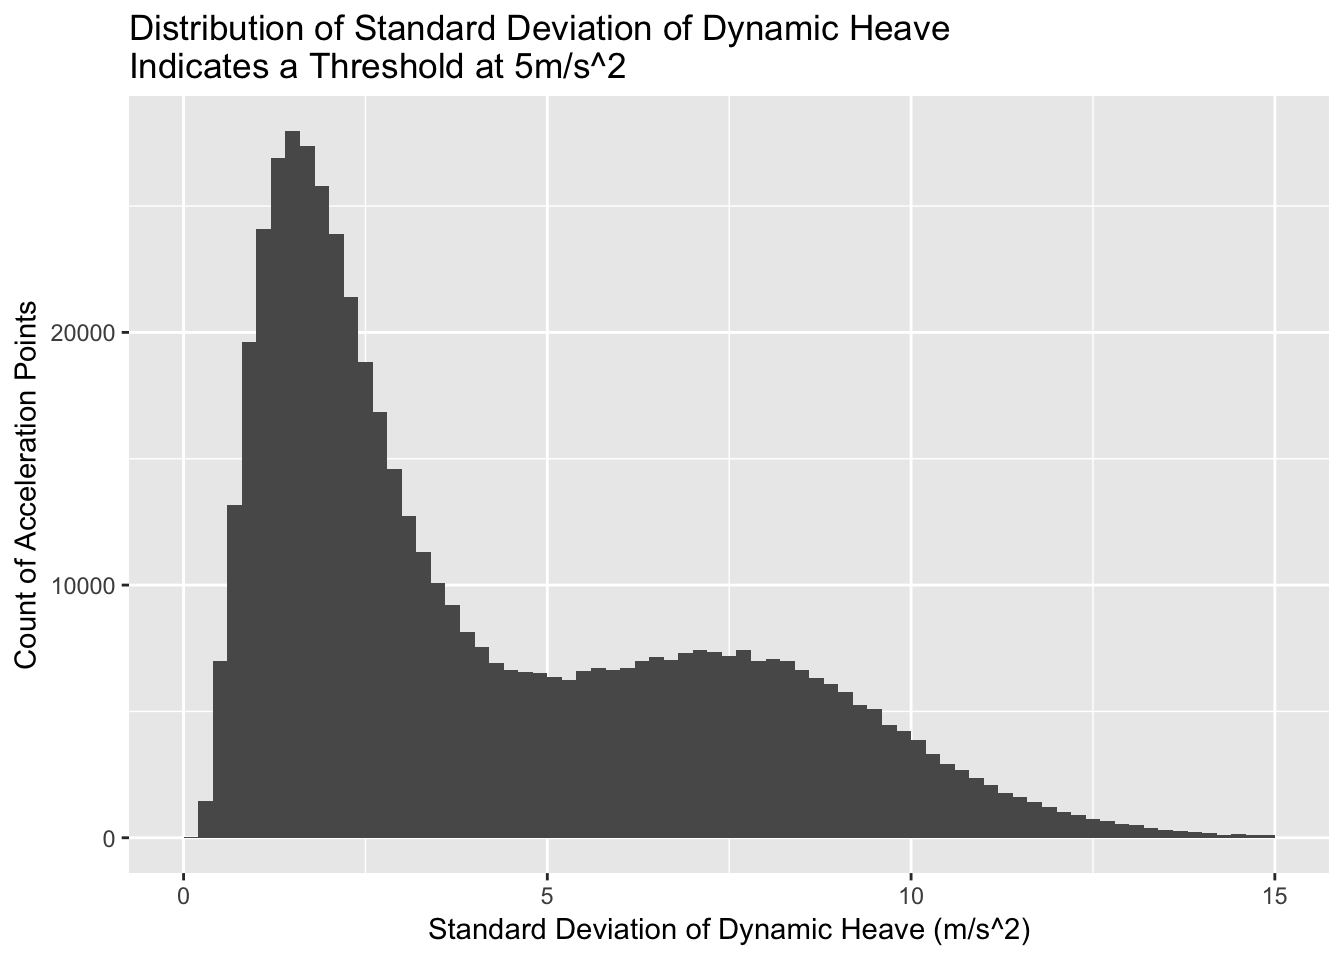 Distribution of Standard Deviation of Dynamic Heave
Indicates a Threshold at 5m/s^2
Count of Acceleration Points
20000
10000
0
0
5
10
15
Standard Deviation of Dynamic Heave (m/s^2)